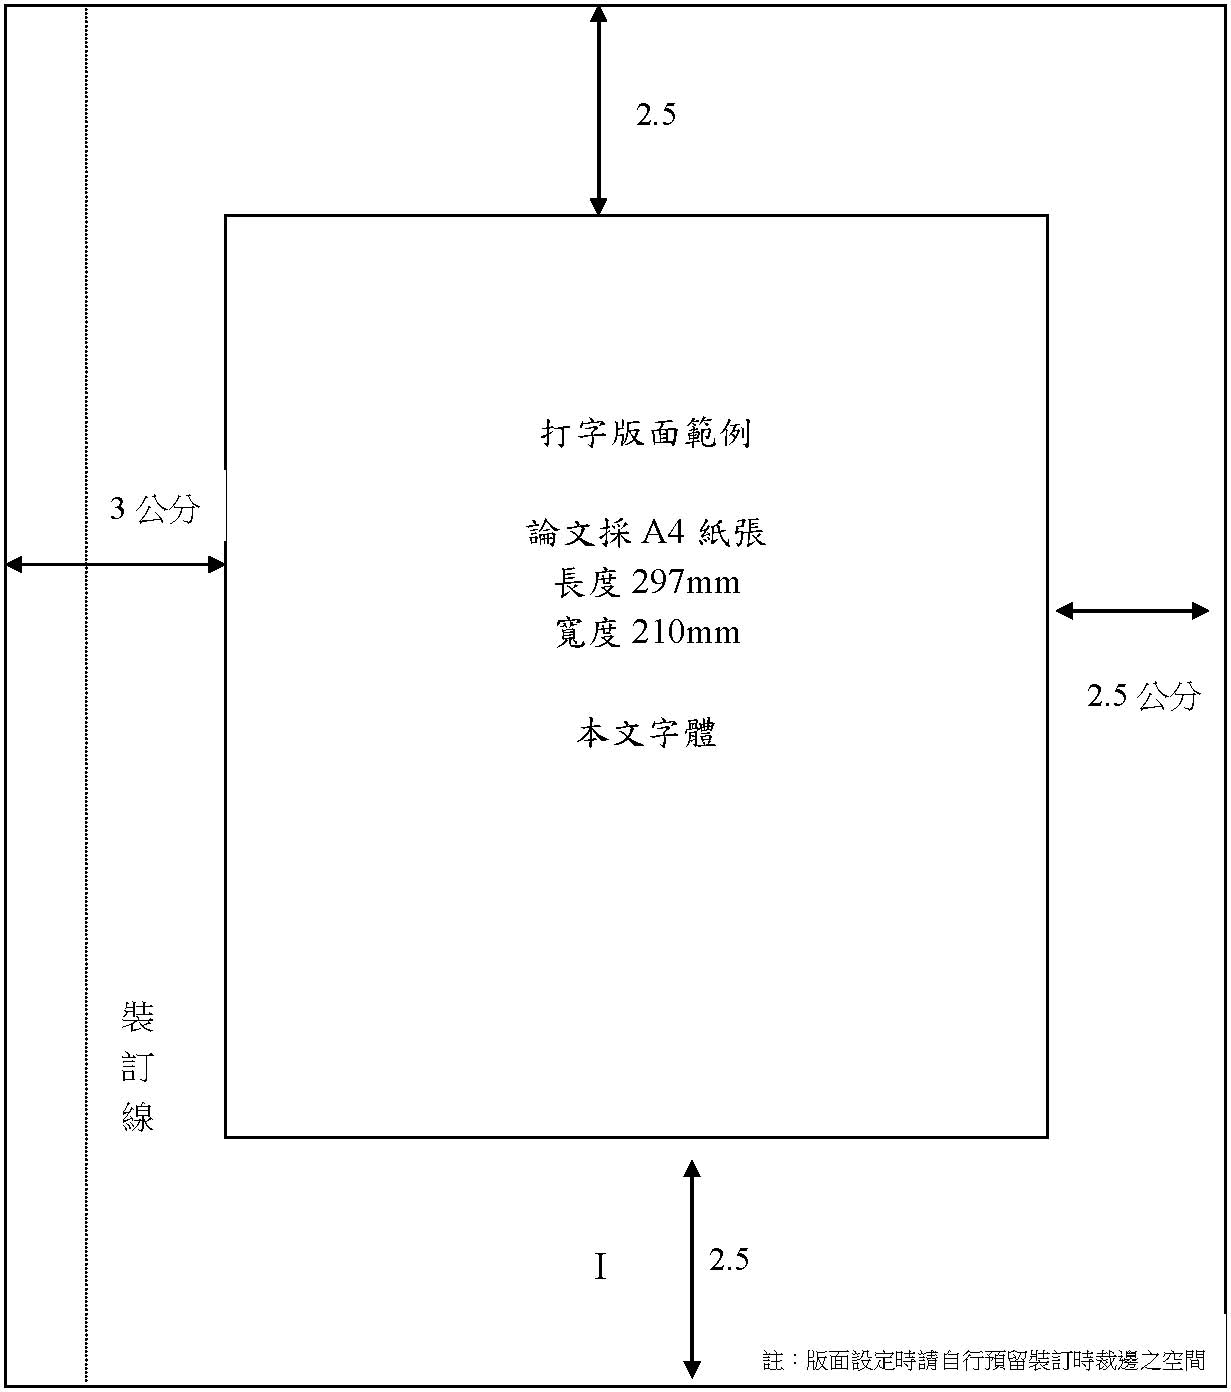 2.5
打字版面範例
3 公分
論文採 A4 紙張
長度 297mm
寬度 210mm
2.5 公分
本文字體
裝
訂
線
I
2.5
註：版面設定時請自行預留裝訂時裁邊之空間